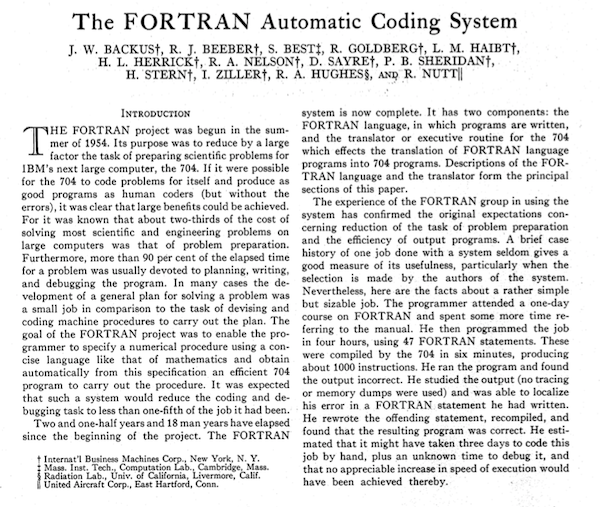 The FORTRAN Automatic Coding System
J. W. BACKUS†, R. J. BEEBER†, S. BEST‡, R. GOLDBERG†, L. M. HAIBT†,
H. L. HERRICK†, R. A. NELSON†, D. SAYRE†, P. B. SHERIDAN†,
H. STERN†, I. ZILLER†, R. A. HUGHES§, AND R. NUTT‖
INTRODUCTION
THE FORTRAN project was begun in the sum-
mer of 1954. Its purpose was to reduce by a large
factor the task of preparing scientific problems for
IBM's next large computer, the 704. If it were possible
for the 704 to code problems for itself and produce as
good programs as human coders (but without the
errors), it was clear that large benefits could be achieved.
For it was known that about two-thirds of the cost of
solving most scientific and engineering problems on
large computers was that of problem preparation.
Furthermore, more than 90 per cent of the elapsed time
for a problem was usually devoted to planning, writing,
and debugging the program. In many cases the de-
velopment of a general plan for solving a problem was
a small job in comparison to the task of devising and
coding machine procedures to carry out the plan. The
goal of the FORTRAN project was to enable the pro-
grammer to specify a numerical procedure using a con-
cise language like that of mathematics and obtain
automatically from this specification an efficient 704
program to carry out the procedure. It was expected
that such a system would reduce the coding and de-
bugging task to less than one-fifth of the job it had been.
Two and one-half years and 18 man years have elapsed
since the beginning of the project. The FORTRAN
† Internat'l Business Machines Corp., New York, N. Y.
‡ Mass. Inst. Tech., Computation Lab., Cambridge, Mass.
§ Radiation Lab., Univ. of California, Livermore, Calif.
‖ United Aircraft Corp., East Hartford, Conn.
system is now complete. It has two components: the
FORTRAN language, in which programs are written,
and the translator or executive routine for the 704
which effects the translation of FORTRAN language
programs into 704 programs. Descriptions of the FOR-
TRAN language and the translator form the principal
sections of this paper.
The experience of the FORTRAN group in using the
system has confirmed the original expectations con-
cerning reduction of the task of problem preparation
and the efficiency of output programs. A brief case
history of one job done with a system seldom gives a
good measure of its usefulness, particularly when the
selection is made by the authors of the system.
Nevertheless, here are the facts about a rather simple
but sizable job. The programmer attended a one-day
course on FORTRAN and spent some more time re-
ferring to the manual. He then programmed the job
in four hours, using 47 FORTRAN statements. These
were compiled by the 704 in six minutes, producing
about 1000 instructions. He ran the program and found
the output incorrect. He studied the output (no tracing
or memory dumps were used) and was able to localize
his error in a FORTRAN statement he had written.
He rewrote the offending statement, recompiled, and
found that the resulting program was correct. He esti-
mated that it might have taken three days to code this
job by hand, plus an unknown time to debug it, and
that no appreciable increase in speed of execution would
have been achieved thereby.